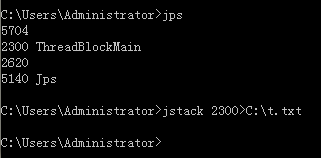 C:\Users\Administrator>jps
5704
2300 ThreadBlockMain
2620
5140 Jps
C:\Users\Administrator>jstack 2300>C:\t.txt
C:\Users\Administrator>